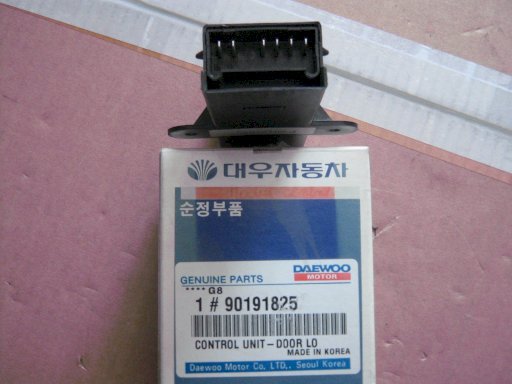 대우자동차
순정부품
GENUINE PARTS
DAEWOO
MOTOR
**** G8
1 # 90191825
CONTROL UNIT-DOOR LO
MADE IN KOREA
Daewoo Motor Co, LTD,. Seoul Korea